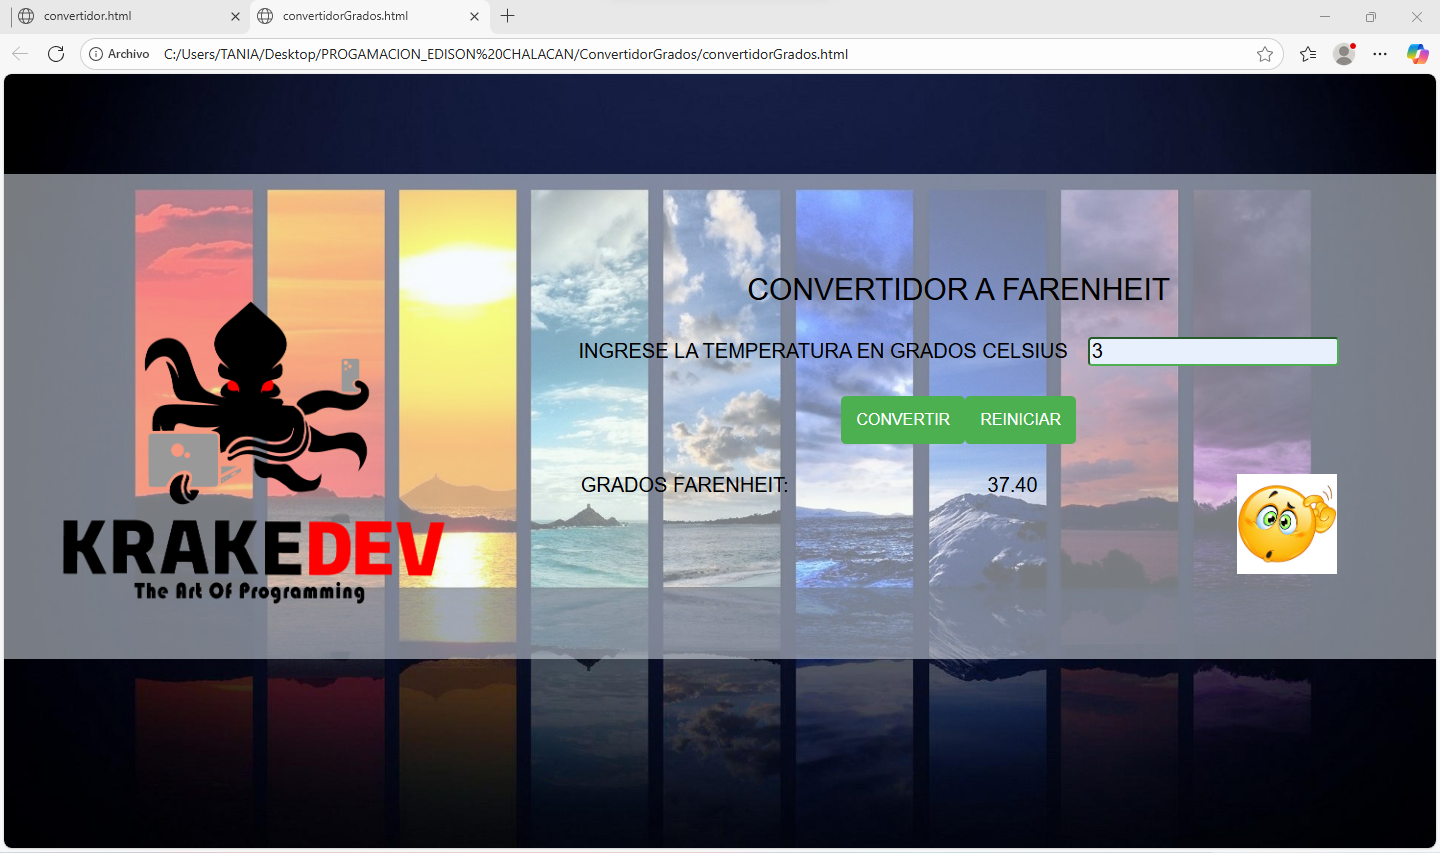 convertidor.html
convertidorGrados.html
Archivo C:/Users/TANIA/Desktop/PROGAMACION_EDISON%20CHALACAN/ConvertidorGrados/convertidorGrados.html
CONVERTIDOR A FARENHEIT
INGRESE LA TEMPERATURA EN GRADOS CELSIUS 3
CONVERTIR REINICIAR
GRADOS FARENHEIT: 37.40
KRAKEDEV
The Art Of Programming